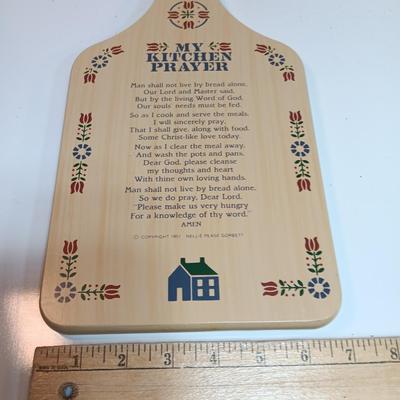 MY
KITCHEN
PRAYER
Man shall not live by bread alone,
Our Lord and Master said,
But by the living Word of God,
Our souls' needs must be fed.
So as I cook and serve the meals,
I will sincerely pray,
That I shall give, along with food,
Some Christ-like love today.
Now as I clear the meal away,
And wash the pots and pans,
Dear God, please cleanse
my thoughts and heart
With thine own loving hands.
Man shall not live by bread alone,
So we do pray, Dear Lord,
"Please make us very hungry
For a knowledge of thy word."
AMEN
© COPYRIGHT NELLIE PEASE
1 2 3 4 5 6 7 8